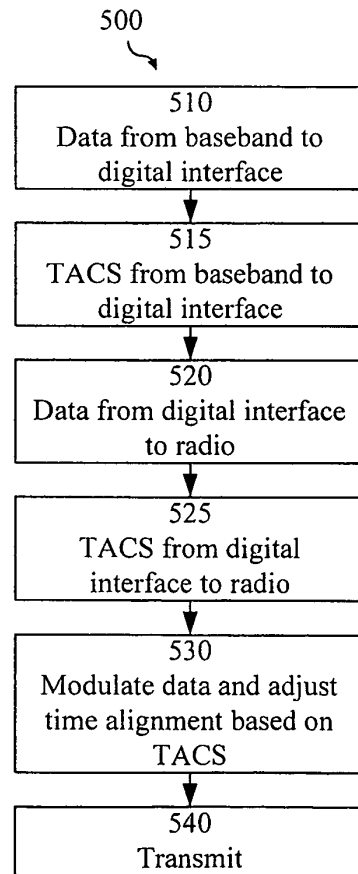 500
510
Data from baseband to
digital interface
515
TACS from baseband to
digital interface
520
Data from digital interface
to radio
525
TACS from digital
interface to radio
530
Modulate data and adjust
time alignment based on
TACS
540
Transmit